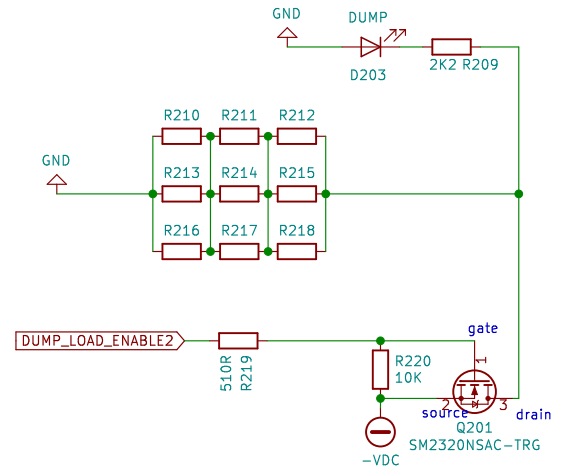 GND DUMP
D203 2K2 R209
R210 R211 R212
GND
R213 R214 R215
R216 R217 R218
gate
DUMP_LOAD_ENABLE2
510R
R219
R220
10K
1
2
3
source
drain
Q201
SM2320NSAC-TRG
-VDC